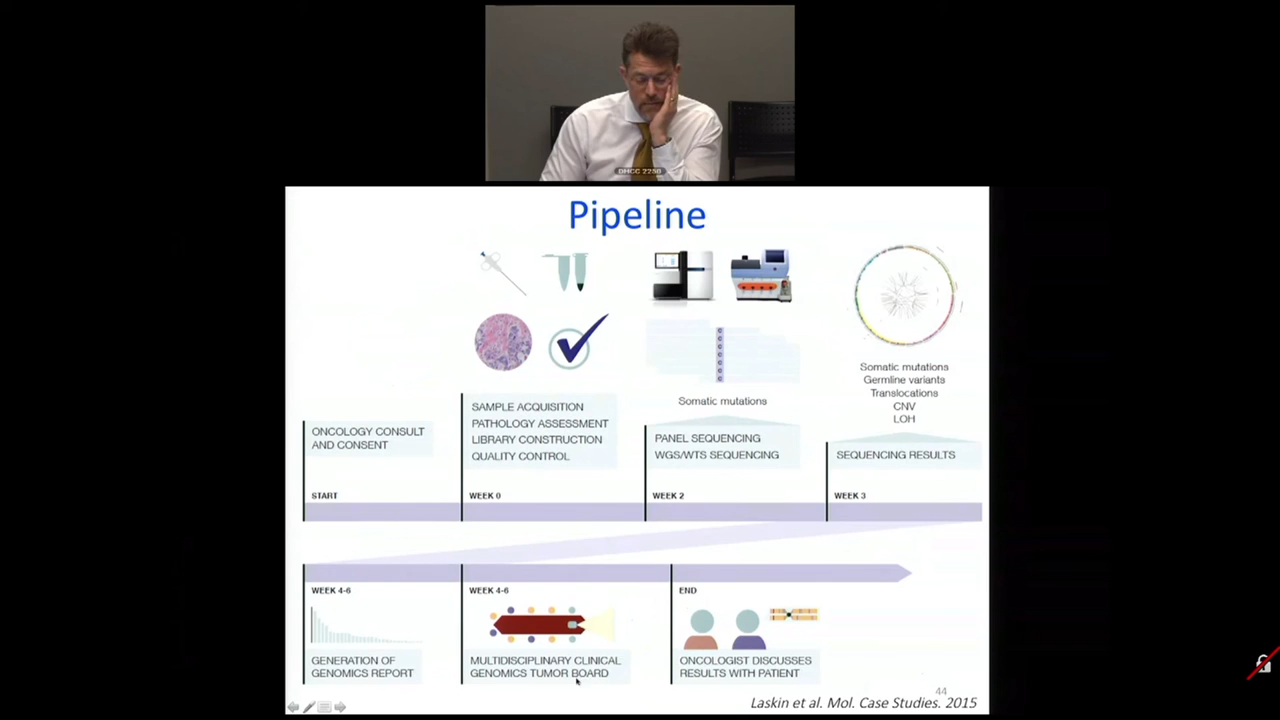 BMCC 2280
Pipeline
Somatic mutations
Germline variants
Translocations
CNV
LOH
Somatic mutations
ONCOLOGY CONSULT
AND CONSENT
SAMPLE ACQUISITION
PATHOLOGY ASSESSMENT
LIBRARY CONSTRUCTION
QUALITY CONTROL
PANEL SEQUENCING
WGS/WTS SEQUENCING
SEQUENCING RESULTS
START
WEEK 0
WEEK 2
WEEK 3
WEEK 4-6
WEEK 4-6
END
GENERATION OF
GENOMICS REPORT
MULTIDISCIPLINARY CLINICAL
GENOMICS TUMOR BOARD
ONCOLOGIST DISCUSSES
RESULTS WITH PATIENT
44
Laskin et al. Mol. Case Studies. 2015